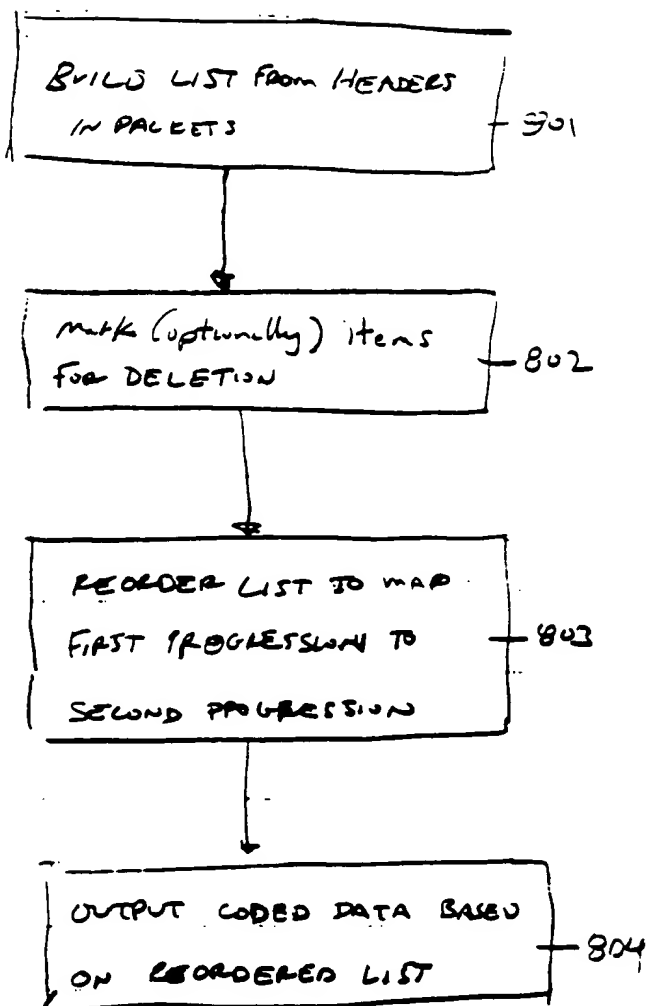 BUILD LIST FROM HEADERS
IN PACKETS
801
mark (optionally) items
FOR DELETION
802
REORDER LIST TO MAP
FIRST PROGRESSION TO
SECOND PROGRESSION
803
OUTPUT CODED DATA BASED
ON REORDERED LIST
804